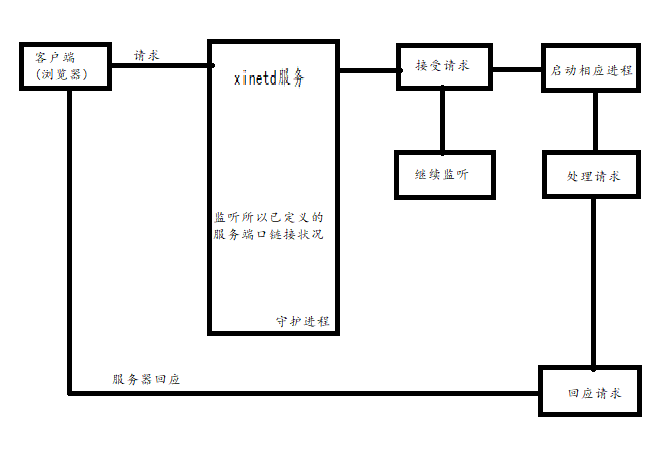 客户端
(浏览器)
请求
xinetd服务
接受请求
启动相应进程
继续监听
处理请求
监听所以已定义的
服务端口链接状况
守护进程
服务器回应
回应请求